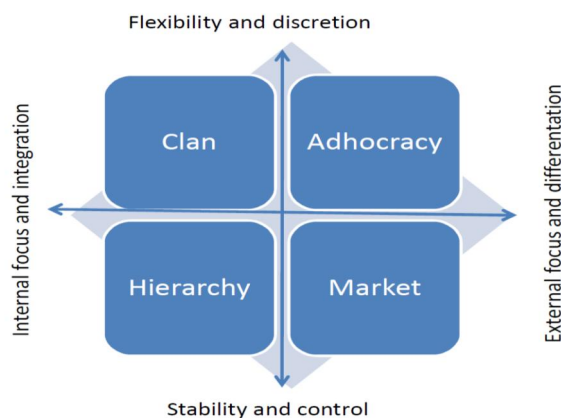 Flexibility and discretion
Internal focus and integration
Clan
Adhocracy
External focus and differentation
Hierarchy
Market
Stability and control